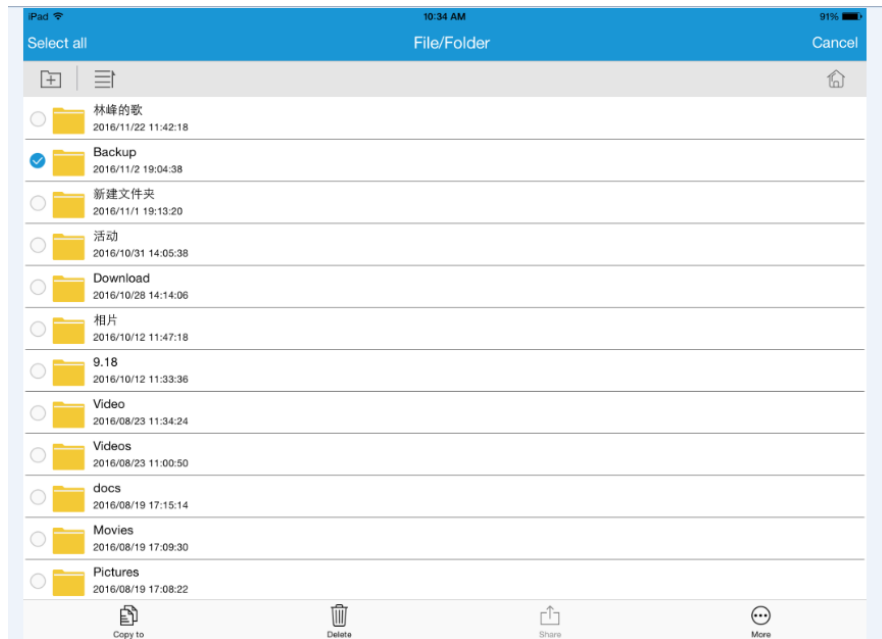 iPad 10:34 AM 91%
Select all File/Folder Cancel
林峰的歌
2016/11/22 11:42:18
Backup
2016/11/2 19:04:38
新建文件夹
2016/11/1 19:13:20
活动
2016/10/31 14:05:38
Download
2016/10/28 14:14:06
相片
2016/10/12 11:47:18
9.18
2016/10/12 11:33:36
Video
2016/08/23 11:34:24
Videos
2016/08/23 11:00:50
docs
2016/08/19 17:15:14
Movies
2016/08/19 17:09:30
Pictures
2016/08/19 17:08:22
Copy to Delete Share More